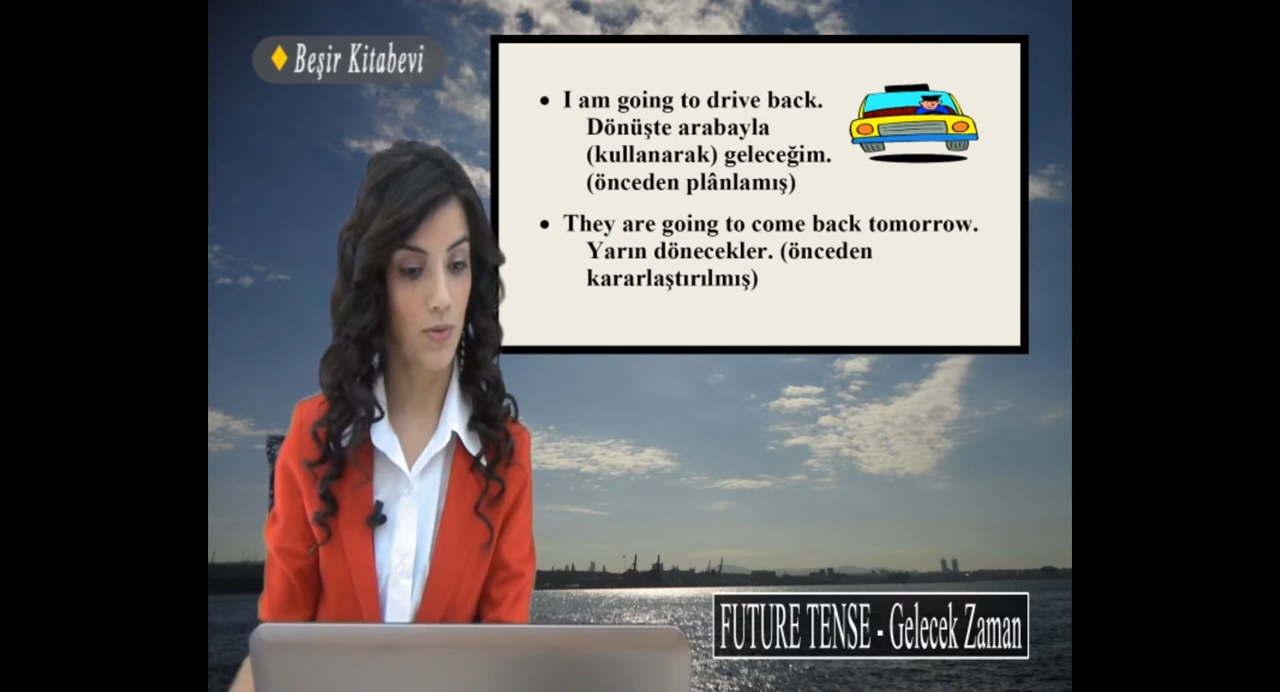 Beşir Kitabevi
• I am going to drive back.
Dönüşte arabayla
(kullanarak) geleceğim.
(önceden plânlamış)
• They are going to come back tomorrow.
Yarın dönecekler. (önceden
kararlaştırılmış)
FUTURE TENSE - Gelecek Zaman